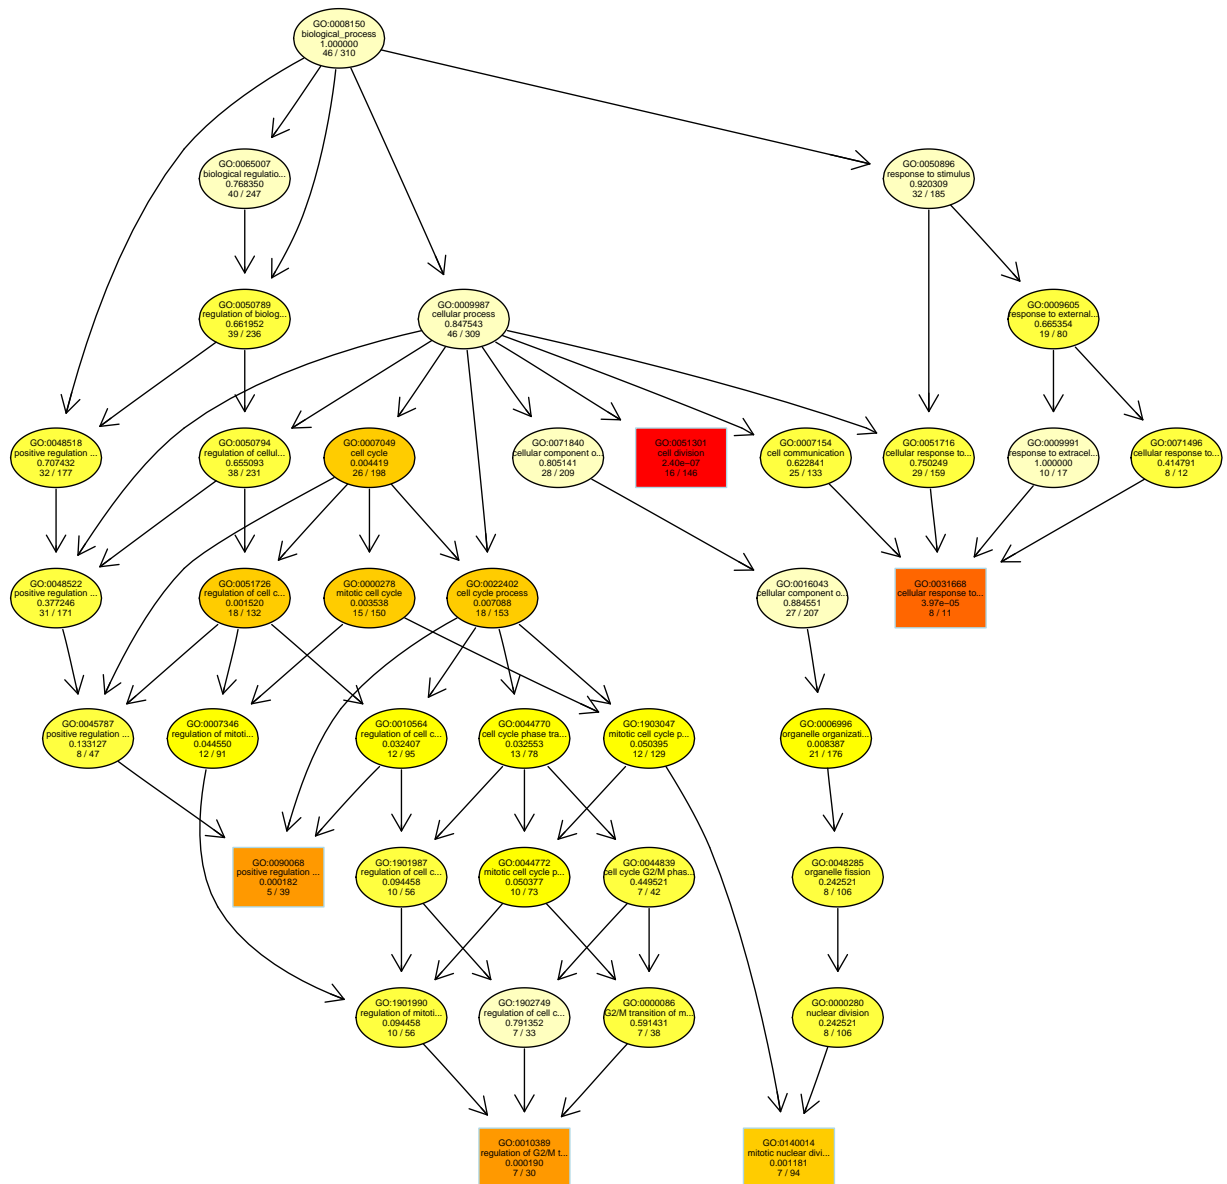 GO:0008150
biological_process
1.000000
46 / 310
GO:0065007
biological regulatio...
0.768350
40 / 247
GO:0050896
response to stimulus
0.920309
32 / 185
GO:0050789
regulation of biolog...
0.661952
39 / 236
GO:0009987
cellular process
0.847543
46 / 309
GO:0009605
response to external...
0.665354
19 / 80
GO:0048518
positive regulation ...
0.707432
32 / 177
GO:0050794
regulation of cellul...
0.655093
38 / 231
GO:0007049
cell cycle
0.004419
26 / 198
GO:0071840
cellular component o...
0.805141
28 / 209
GO:0051301
cell division
2.40e−07
16 / 146
GO:0007154
cell communication
0.622841
25 / 133
GO:0051716
cellular response to...
0.750249
29 / 159
GO:0009991
response to extracel...
1.000000
10 / 17
GO:0071496
cellular response to...
0.414791
8 / 12
GO:0048522
positive regulation ...
0.377246
31 / 171
GO:0051726
regulation of cell c...
0.001520
18 / 132
GO:0000278
mitotic cell cycle
0.003538
15 / 150
GO:0022402
cell cycle process
0.007088
18 / 153
GO:0016043
cellular component o...
0.884551
27 / 207
GO:0031668
cellular response to...
3.97e−05
8 / 11
GO:0045787
positive regulation ...
0.133127
8 / 47
GO:0007346
regulation of mitoti...
0.044550
12 / 91
GO:0010564
regulation of cell c...
0.032407
12 / 95
GO:0044770
cell cycle phase tra...
0.032553
13 / 78
GO:1903047
mitotic cell cycle p...
0.050395
12 / 129
GO:0006996
organelle organizati...
0.008387
21 / 176
GO:0090068
positive regulation ...
0.000182
5 / 39
GO:1901987
regulation of cell c...
0.094458
10 / 56
GO:0044772
mitotic cell cycle p...
0.050377
10 / 73
GO:0044839
cell cycle G2/M phas...
0.449521
7 / 42
GO:0048285
organelle fission
0.242521
8 / 106
GO:1901990
regulation of mitoti...
0.094458
10 / 56
GO:1902749
regulation of cell c...
0.791352
7 / 33
GO:0000086
G2/M transition of m...
0.591431
7 / 38
GO:0000280
nuclear division
0.242521
8 / 106
GO:0010389
regulation of G2/M t...
0.000190
7 / 30
GO:0140014
mitotic nuclear divi...
0.001181
7 / 94